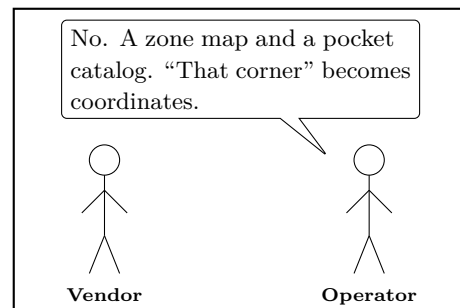 No. A zone map and a pocket
catalog. “That corner” becomes
coordinates.
Vendor
Operator